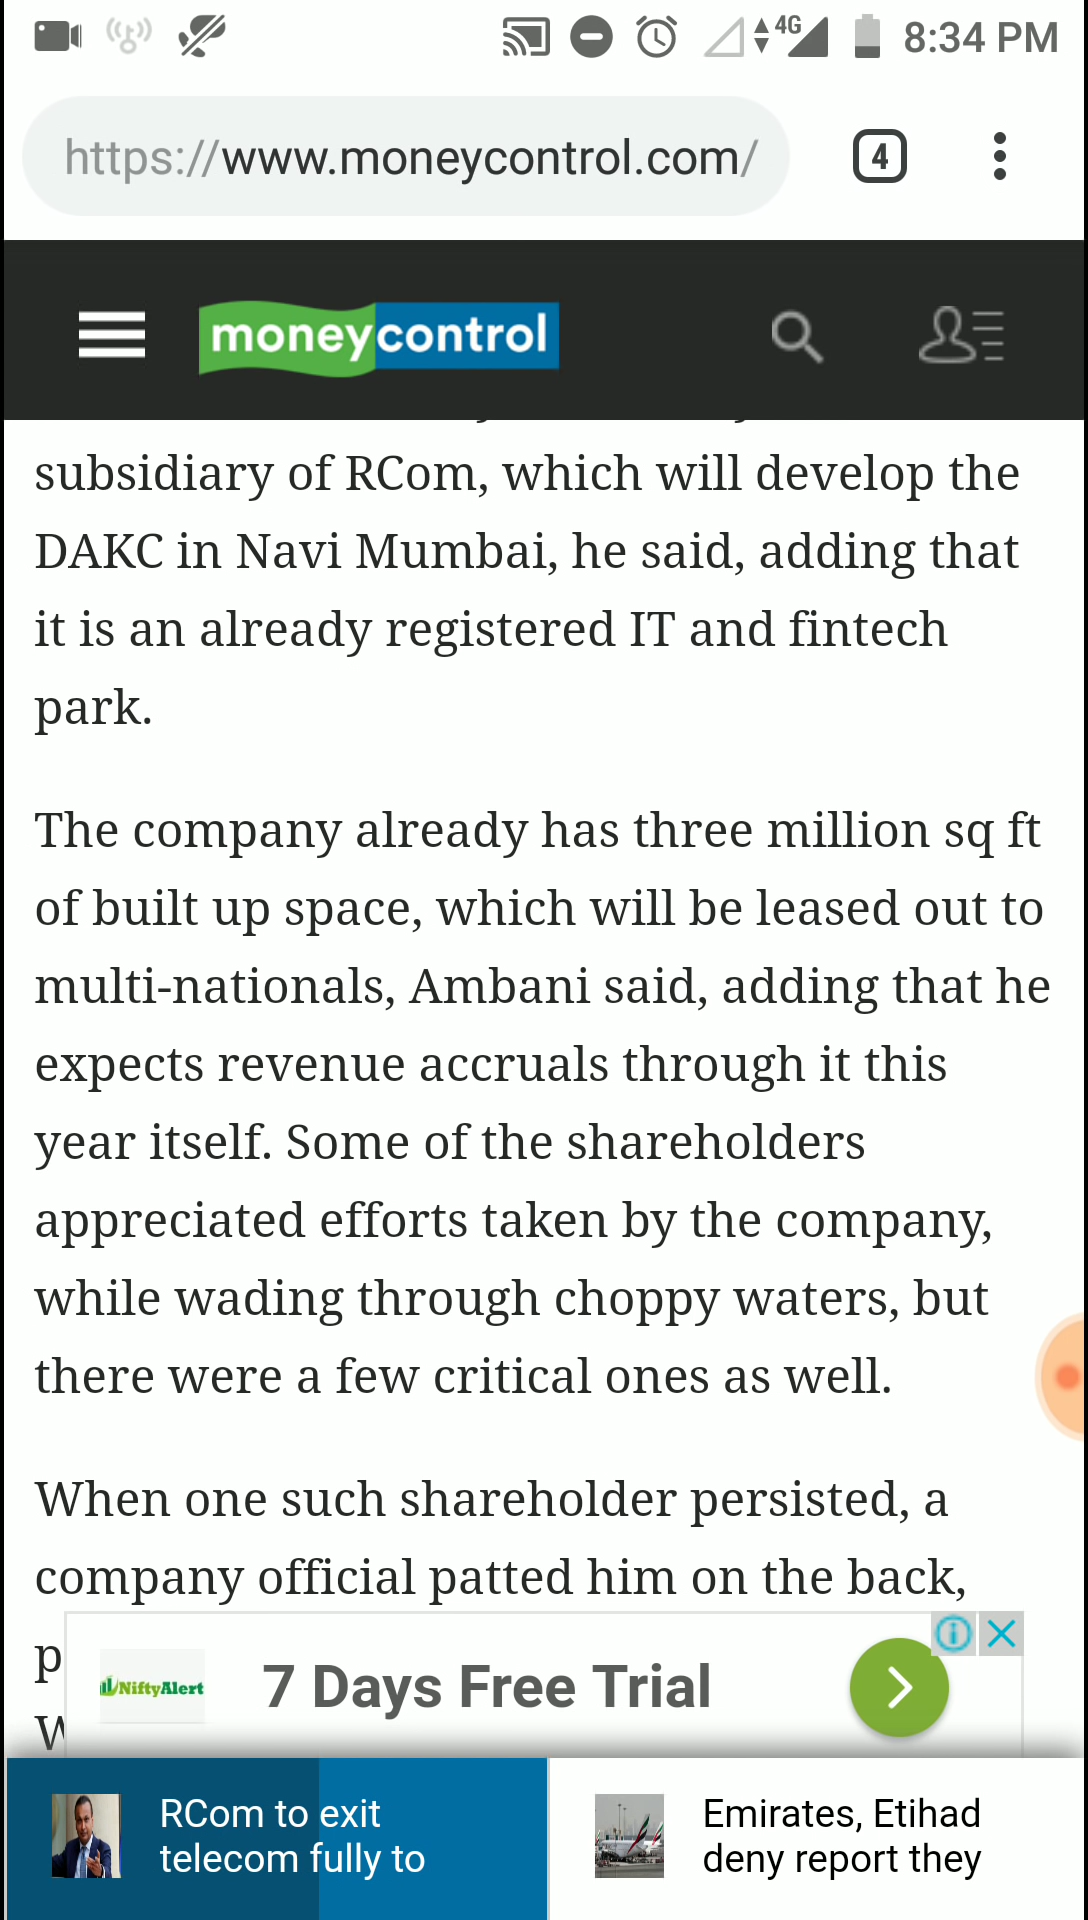 4G 8:34 PM
https://www.moneycontrol.com/ 4
moneycontrol
subsidiary of RCom, which will develop the
DAKC in Navi Mumbai, he said, adding that
it is an already registered IT and fintech
park.
The company already has three million sq ft
of built up space, which will be leased out to
multi-nationals, Ambani said, adding that he
expects revenue accruals through it this
year itself. Some of the shareholders
appreciated efforts taken by the company,
while wading through choppy waters, but
there were a few critical ones as well.
When one such shareholder persisted, a
company official patted him on the back,
p
NiftyAlert 7 Days Free Trial
RCom to exit
telecom fully to
Emirates, Etihad
deny report they